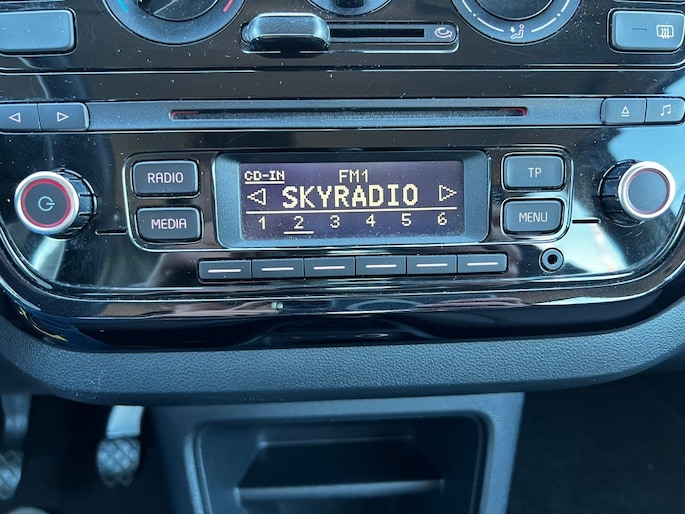 CD-IN
FM1
SKYRADIO
1 2 3 4 5 6
RADIO
MEDIA
TP
MENU